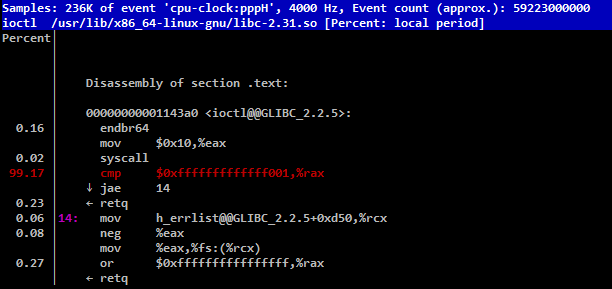 Samples: 236K of event 'cpu-clock:pppH', 4000 Hz, Event count (approx.): 59223000000
ioctl  /usr/lib/x86_64-linux-gnu/libc-2.31.so [Percent: local period]
Percent
Disassembly of section .text:
00000000001143a0 <ioctl@@GLIBC_2.2.5>:
0.16 endbr64
mov $0x10,%eax
0.02 syscall
99.17 cmp $0xfffffffffffff001,%rax
↓ jae 14
0.23 ← retq
0.06 14: mov h_errlist@@GLIBC_2.2.5+0xd50,%rcx
0.08 neg %eax
mov %eax,%fs:(%rcx)
0.27 or $0xffffffffffffffff,%rax
← retq